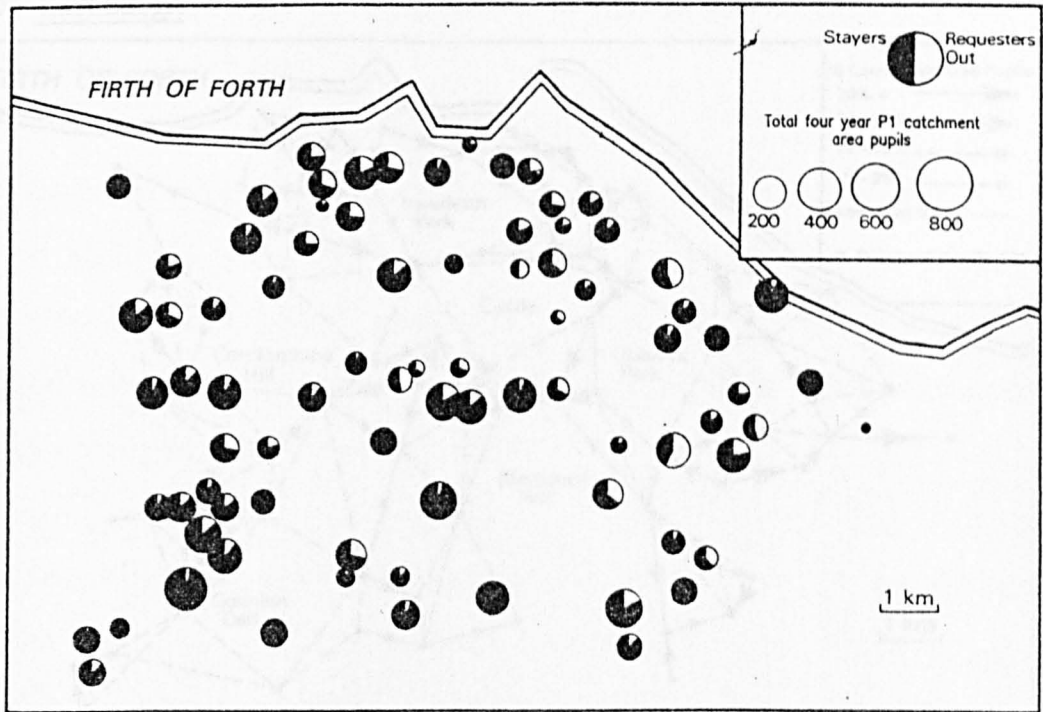 FIRTH OF FORTH
Stayers Requesters
Out
Total four year P1 catchment
area pupils
200 400 600 800
1 km